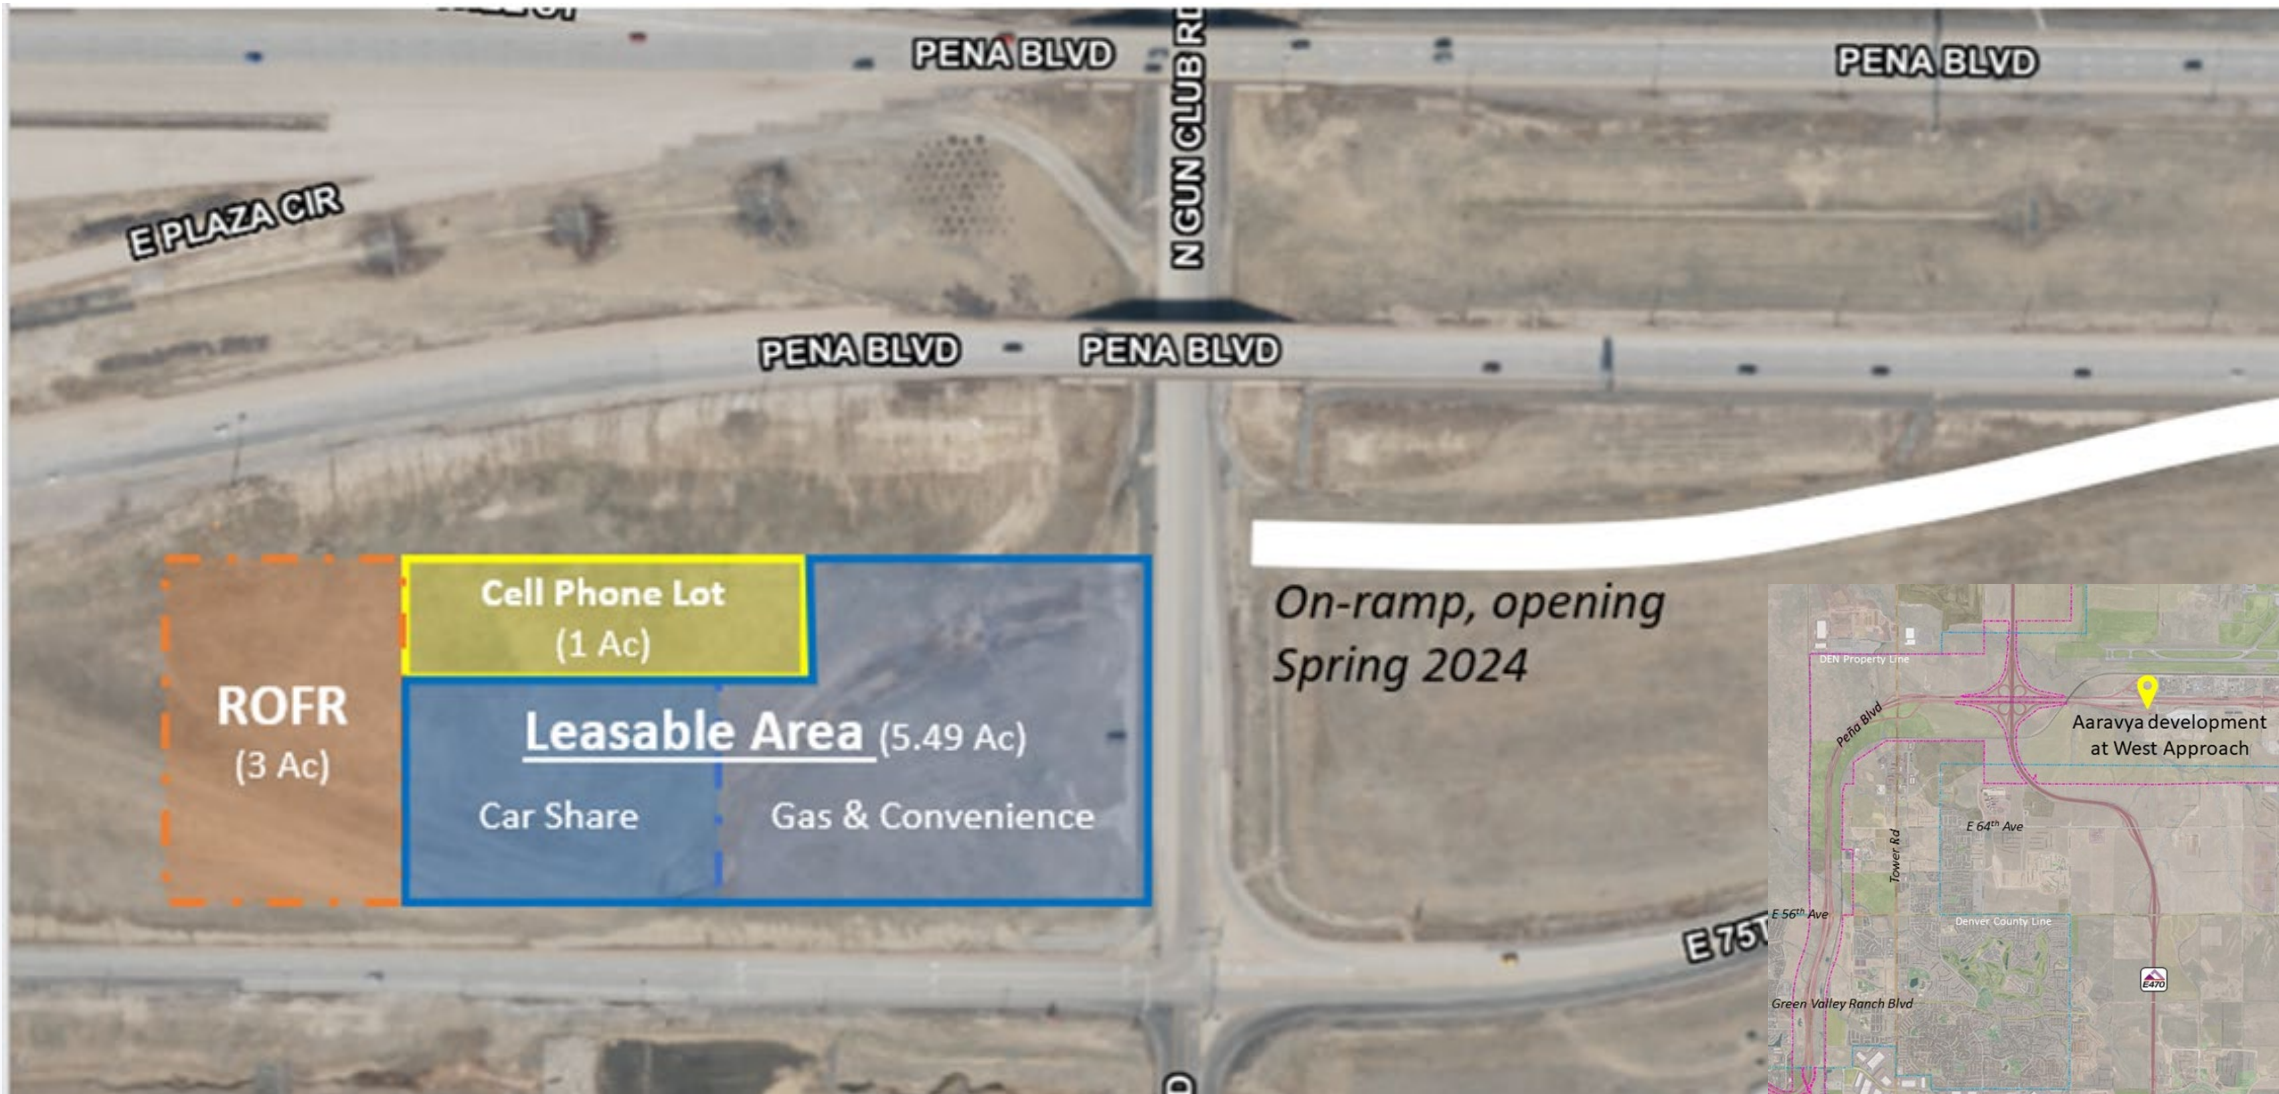 PENA BLVD
PENA BLVD
N GUN CLUB RD
E PLAZA CIR
PENA BLVD
PENA BLVD
Cell Phone Lot
(1 Ac)
ROFR
(3 Ac)
Leasable Area (5.49 Ac)
Car Share
Gas & Convenience
On-ramp, opening
Spring 2024
E 75T
D
DEN Property Line
Peña Blvd
Aaravya development
at West Approach
E 64th Ave
Tower Rd
E 56th Ave
Denver County Line
E470
Green Valley Ranch Blvd